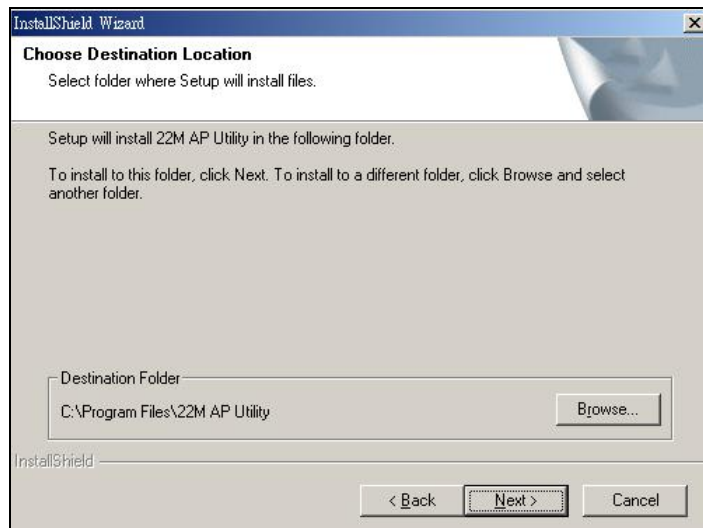 InstallShield Wizard
Choose Destination Location
Select folder where Setup will install files.
Setup will install 22M AP Utility in the following folder.
To install to this folder, click Next. To install to a different folder, click Browse and select
another folder.
Destination Folder
C:\Program Files\22M AP Utility
Browse...
InstallShield
< Back
Next >
Cancel